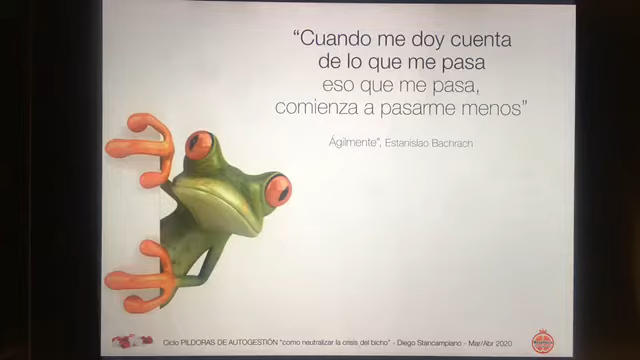 “Cuando me doy cuenta
de lo que me pasa
eso que me pasa,
comienza a pasarme menos”
Ágilmente”, Estanislao Bachrach
Ciclo PILDORAS DE AUTOGESTIÓN “como neutralizar la crisis del bicho” - Diego Stancampiano - Mar/Abr 2020